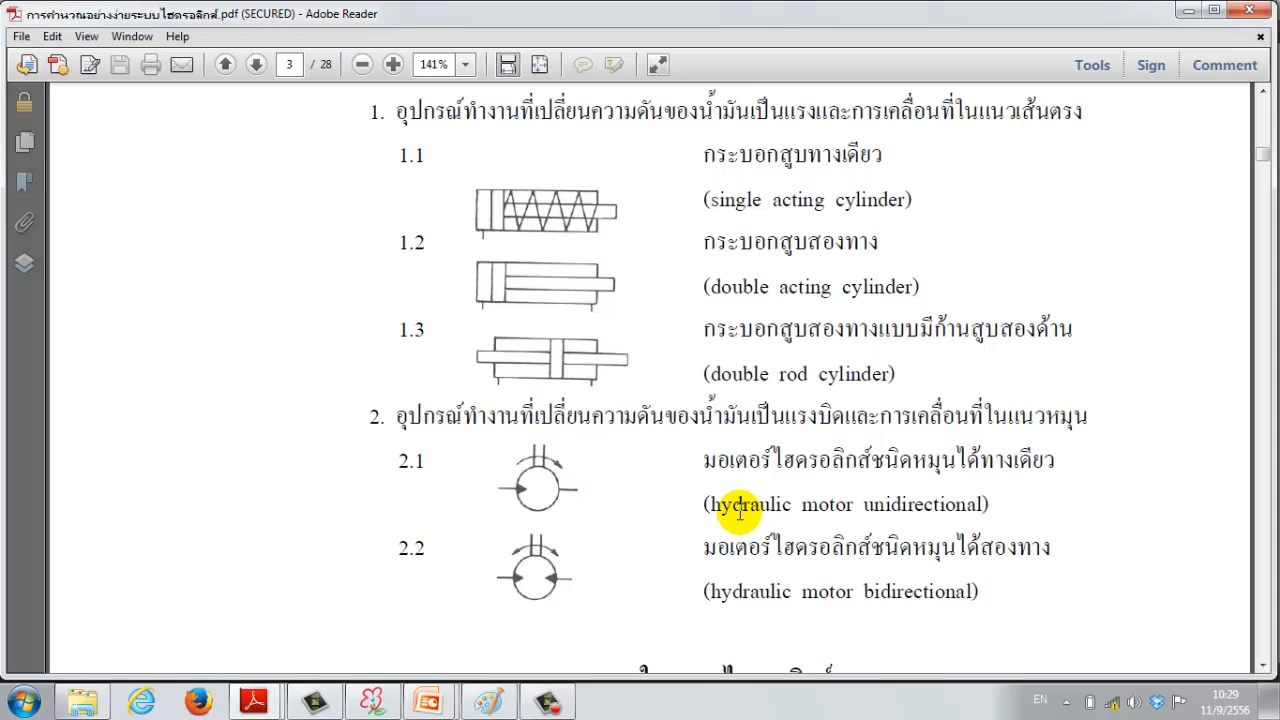 การคำนวณอย่างง่ายระบบไฮดรอลิกส์.pdf (SECURED) - Adobe Reader
File Edit View Window Help
3 / 28 141% Tools Sign Comment
1. อุปกรณ์ทำงานที่เปลี่ยนความดันของน้ำมันเป็นแรงและการเคลื่อนที่ในแนวเส้นตรง
1.1 กระบอกสูบทางเดียว
(single acting cylinder)
1.2 กระบอกสูบสองทาง
(double acting cylinder)
1.3 กระบอกสูบสองทางแบบมีก้านสูบสองด้าน
(double rod cylinder)
2. อุปกรณ์ทำงานที่เปลี่ยนความดันของน้ำมันเป็นแรงบิดและการเคลื่อนที่ในแนวหมุน
2.1 มอเตอร์ไฮดรอลิกส์ชนิดหมุนได้ทางเดียว
(hydraulic motor unidirectional)
2.2 มอเตอร์ไฮดรอลิกส์ชนิดหมุนได้สองทาง
(hydraulic motor bidirectional)
EN 10:29
11/9/2556